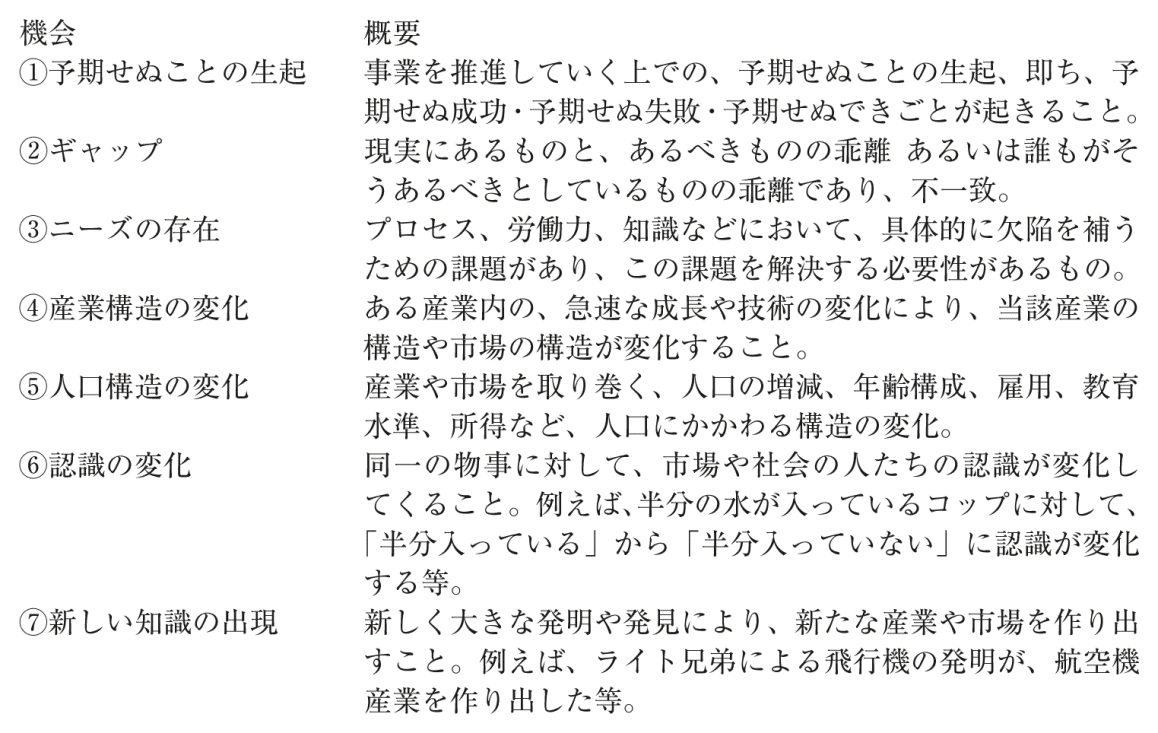 機会 概要
①予期せぬことの生起 事業を推進していく上での、予期せぬことの生起、即ち、予
期せぬ成功・予期せぬ失敗・予期せぬできごとが起きること。
②ギャップ 現実にあるものと、あるべきものの乖離 あるいは誰もがそ
うあるべきとしているものの乖離であり、不一致。
③ニーズの存在 プロセス、労働力、知識などにおいて、具体的に欠陥を補う
ための課題があり、この課題を解決する必要性があるもの。
④産業構造の変化 ある産業内の、急速な成長や技術の変化により、当該産業の
構造や市場の構造が変化すること。
⑤人口構造の変化 産業や市場を取り巻く、人口の増減、年齢構成、雇用、教育
水準、所得など、人口にかかわる構造の変化。
⑥認識の変化 同一の物事に対して、市場や社会の人たちの認識が変化し
てくること。例えば、半分の水が入っているコップに対して、
「半分入っている」から「半分入っていない」に認識が変化
する等。
⑦新しい知識の出現 新しく大きな発明や発見により、新たな産業や市場を作り出
すこと。例えば、ライト兄弟による飛行機の発明が、航空機
産業を作り出した等。